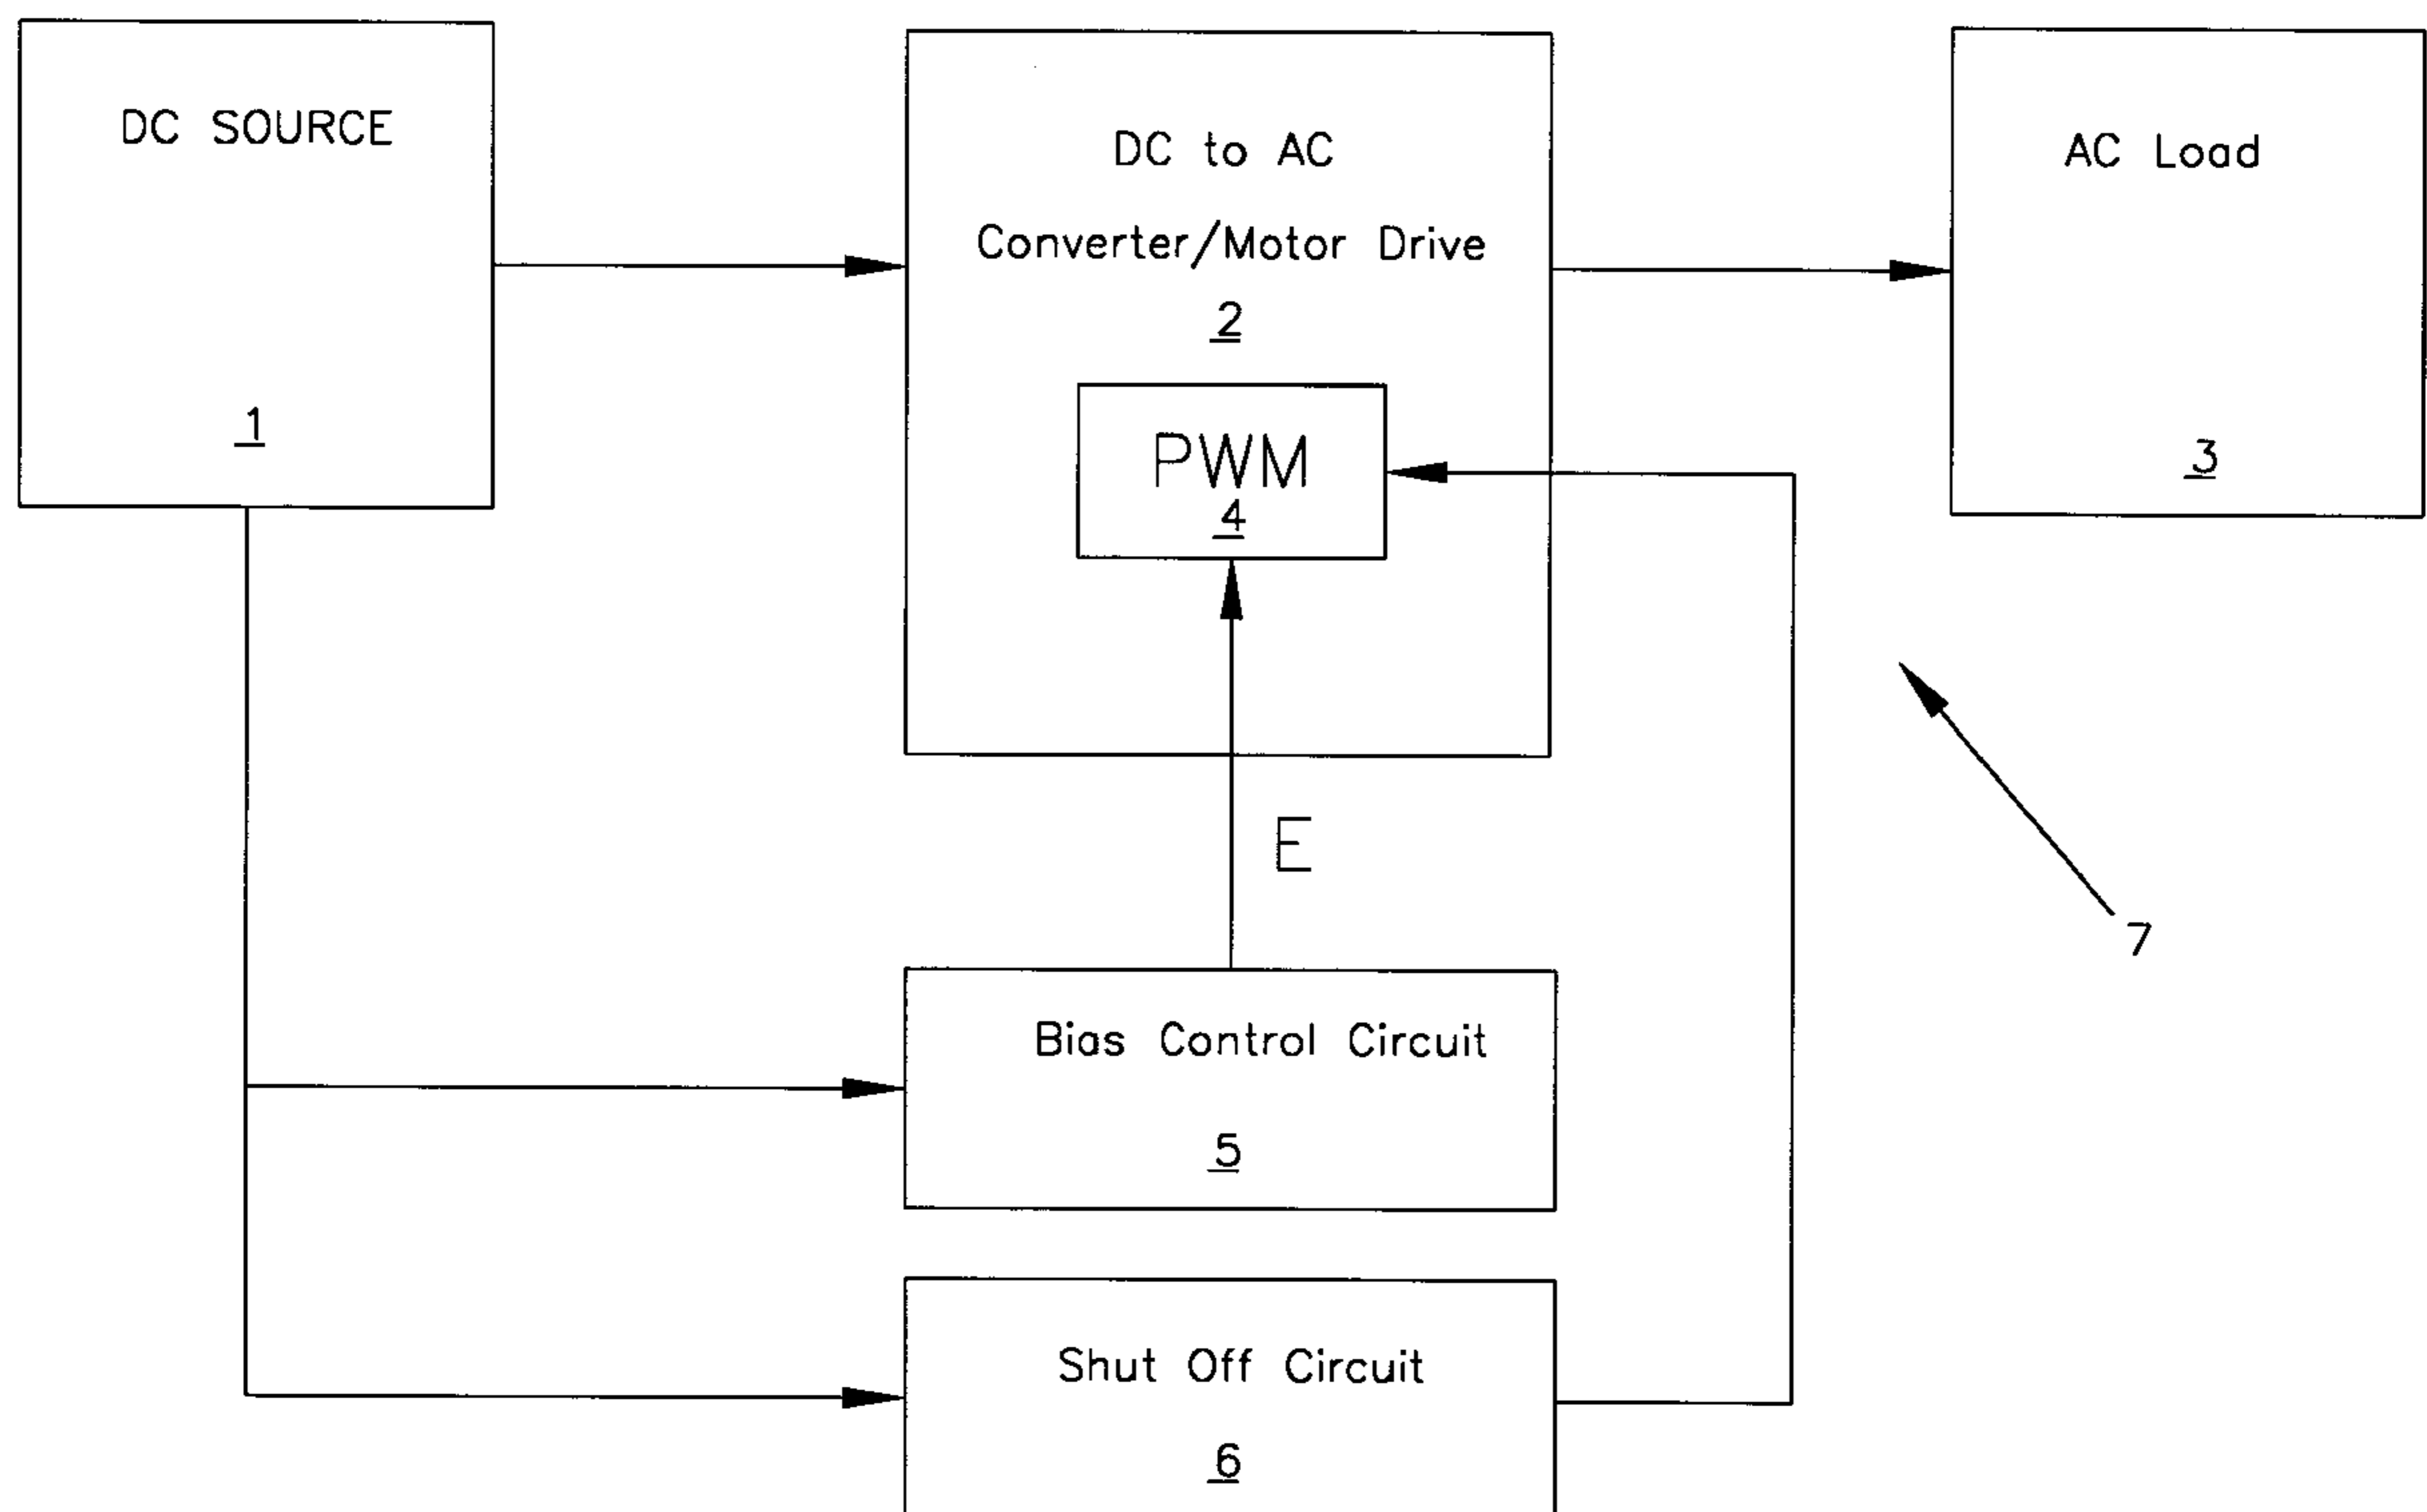 DC SOURCE
1
DC to AC
Converter/Motor Drive
2
PWM
4
AC Load
3
E
7
Bias Control Circuit
5
Shut Off Circuit
6